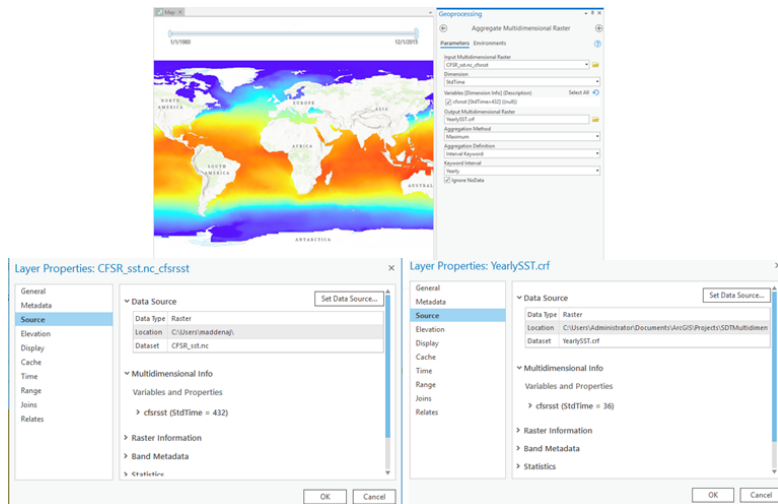 Map
1/1/1980
12/1/2015
NORTH
AMERICA
EUROPE
ASIA
AFRICA
SOUTH
AMERICA
AUSTRAL
ANTARCTICA
Geoprocessing
Aggregate Multidimensional Raster
Parameters Environments
Input Multidimensional Raster
CFSR_sst.nc_cfsrsst
Dimension
StdTime
Variables [Dimension Info] (Description) Select All
cfsrsst (StdTime=432) (null)
Output Multidimensional Raster
YearlySST.crf
Aggregation Method
Maximum
Aggregation Definition
Interval Keyword
Keyword Interval
Yearly
Ignore NoData
Layer Properties: CFSR_sst.nc_cfsrsst
General
Metadata
Source
Elevation
Display
Cache
Time
Range
Joins
Relates
Data Source
Set Data Source...
Data Type Raster
Location C:\Users\maddenaj\
Dataset CFSR_sst.nc
Multidimensional Info
Variables and Properties
cfsrsst (StdTime = 432)
Raster Information
Band Metadata
Statistics
OK Cancel
Layer Properties: YearlySST.crf
General
Metadata
Source
Elevation
Display
Cache
Time
Range
Joins
Relates
Data Source
Set Data Source...
Data Type Raster
Location C:\Users\Administrator\Documents\ArcGIS\Projects\SDTMultidimen
Dataset YearlySST.crf
Multidimensional Info
Variables and Properties
cfsrsst (StdTime = 36)
Raster Information
Band Metadata
Statistics
OK Cancel